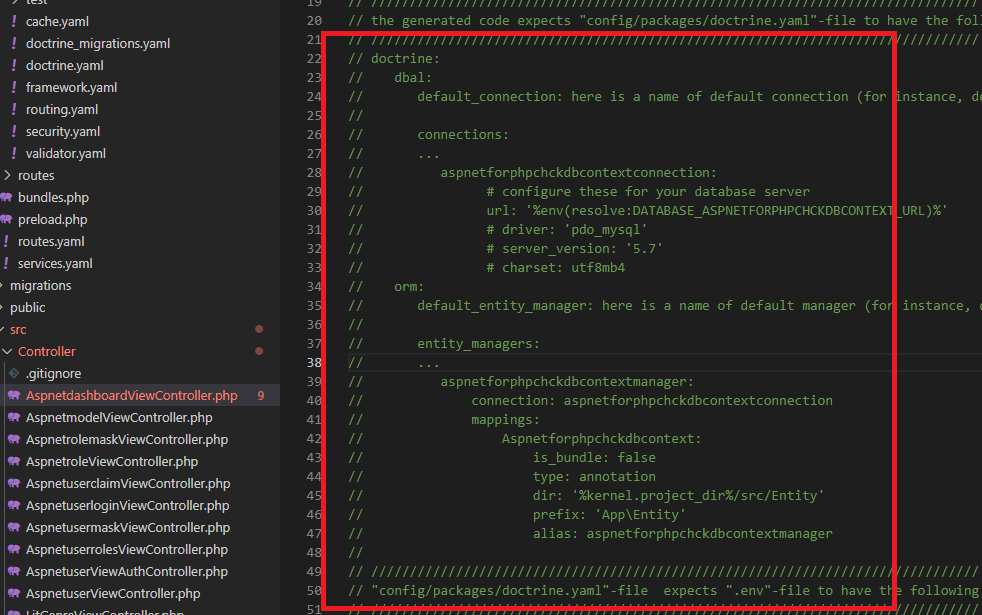 test
cache.yaml
doctrine_migrations.yaml
doctrine.yaml
framework.yaml
routing.yaml
security.yaml
validator.yaml
routes
bundles.php
preload.php
routes.yaml
services.yaml
migrations
public
src
Controller
.gitignore
AspnetdashboardViewController.php 9
AspnetmodelViewController.php
AspnetrolemaskViewController.php
AspnetroleViewController.php
AspnetuserclaimViewController.php
AspnetuserloginViewController.php
AspnetusermaskViewController.php
AspnetuserrolesViewController.php
AspnetuserViewAuthController.php
AspnetuserViewController.php
LitGenreViewController.php
19 // ///////////////////////////////////////////////////////////////////////////////
20 // the generated code expects "config/packages/doctrine.yaml"-file to have the foll
21 // ///////////////////////////////////////////////////////////////////////////////
22 // doctrine:
23 // dbal:
24 // default_connection: here is a name of default connection (for instance, de
25 //
26 // connections:
27 // ...
28 // aspnetforphpchckdbcontextconnection:
29 // # configure these for your database server
30 // url: '%env(resolve:DATABASE_ASPNETFORPHPCHCKDBCONTEXT_URL)%'
31 // # driver: 'pdo_mysql'
32 // # server_version: '5.7'
33 // # charset: utf8mb4
34 // orm:
35 // default_entity_manager: here is a name of default manager (for instance,
36 //
37 // entity_managers:
38 // ...
39 // aspnetforphpchckdbcontextmanager:
40 // connection: aspnetforphpchckdbcontextconnection
41 // mappings:
42 // Aspnetforphpchckdbcontext:
43 // is_bundle: false
44 // type: annotation
45 // dir: '%kernel.project_dir%/src/Entity'
46 // prefix: 'App\Entity'
47 // alias: aspnetforphpchckdbcontextmanager
48 //
49 // ///////////////////////////////////////////////////////////////////////////////
50 // "config/packages/doctrine.yaml"-file expects ".env"-file to have the following
51 // ///////////////////////////////////////////////////////////////////////////////